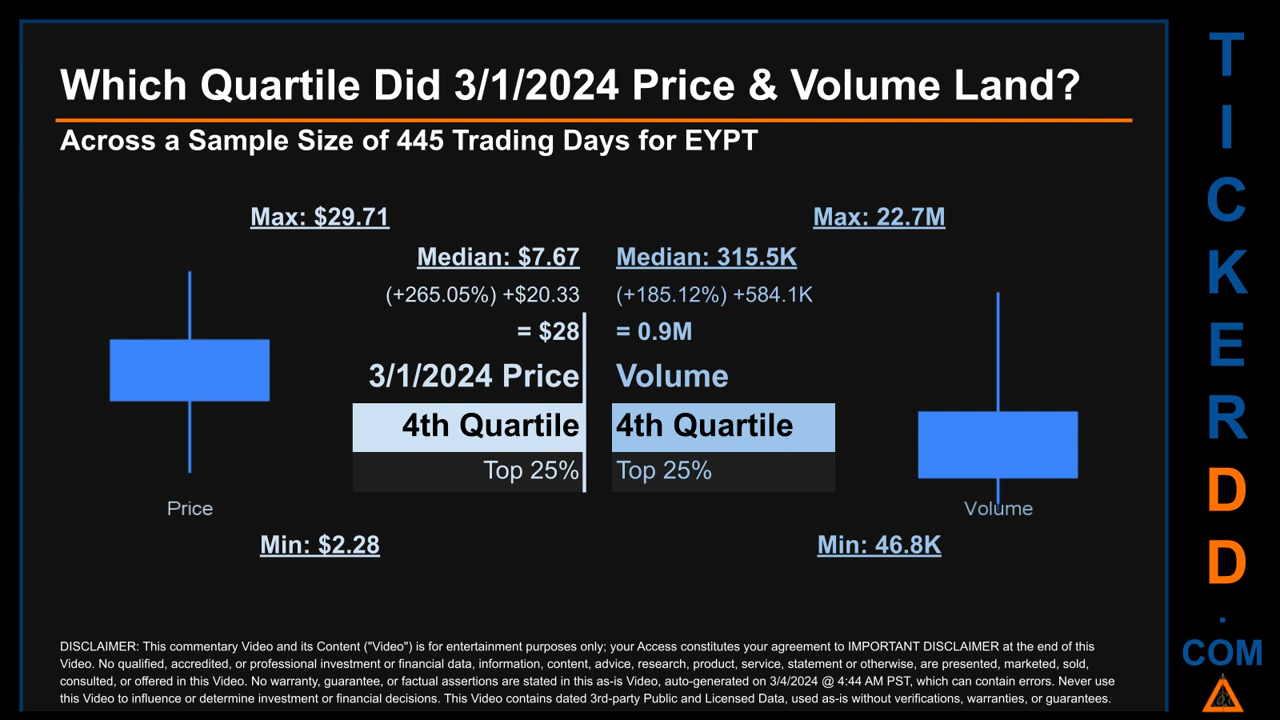 Which Quartile Did 3/1/2024 Price & Volume Land?
Across a Sample Size of 445 Trading Days for EYPT
Max: $29.71
Max: 22.7M
Median: $7.67
Median: 315.5K
(+265.05%) +$20.33
(+185.12%) +584.1K
= $28
= 0.9M
3/1/2024 Price
Volume
4th Quartile
4th Quartile
Top 25%
Top 25%
Price
Volume
Min: $2.28
Min: 46.8K
DISCLAIMER: This commentary Video and its Content ("Video") is for entertainment purposes only; your Access constitutes your agreement to IMPORTANT DISCLAIMER at the end of this
Video. No qualified, accredited, or professional investment or financial data, information, content, advice, research, product, service, statement or otherwise, are presented, marketed, sold,
consulted, or offered in this Video. No warranty, guarantee, or factual assertions are stated in this as-is Video, auto-generated on 3/4/2024 @ 4:44 AM PST, which can contain errors. Never use
this Video to influence or determine investment or financial decisions. This Video contains dated 3rd-party Public and Licensed Data, used as-is without verifications, warranties, or guarantees.
T
I
C
K
E
R
D
D
.
COM